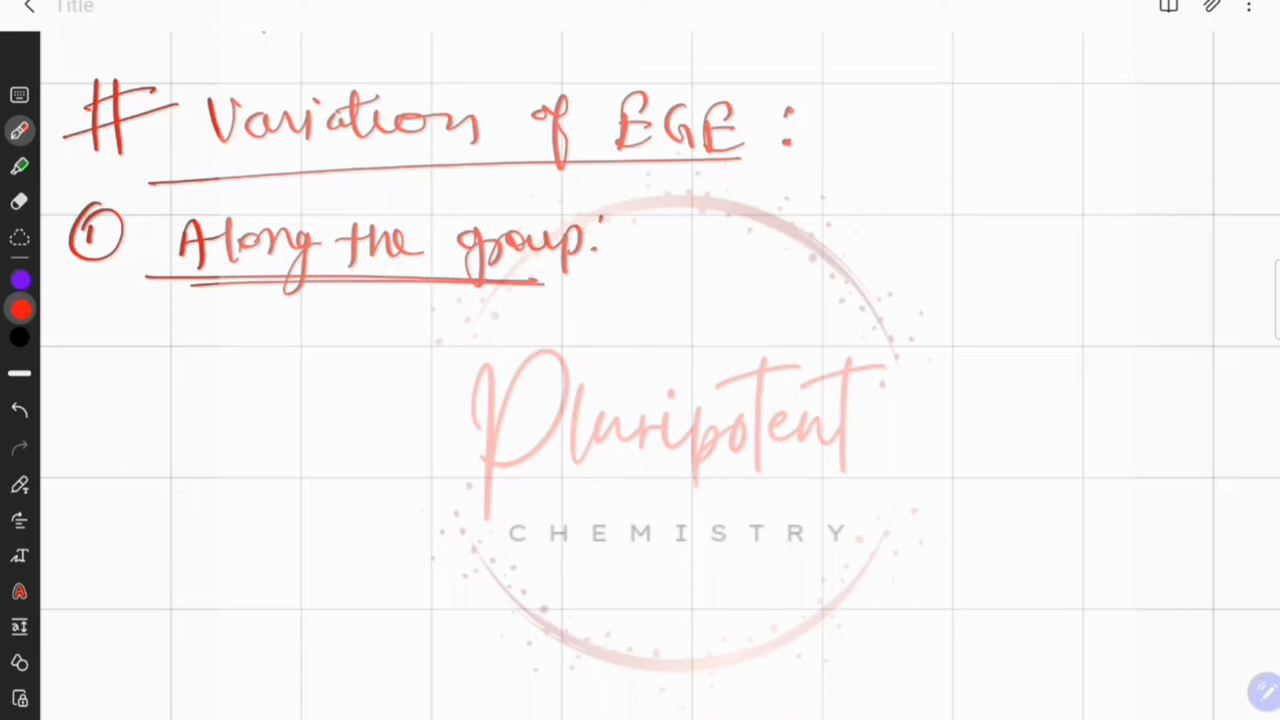 Title
# Variation of EGE :
① Along the group:
Pluripotent
CHEMISTRY